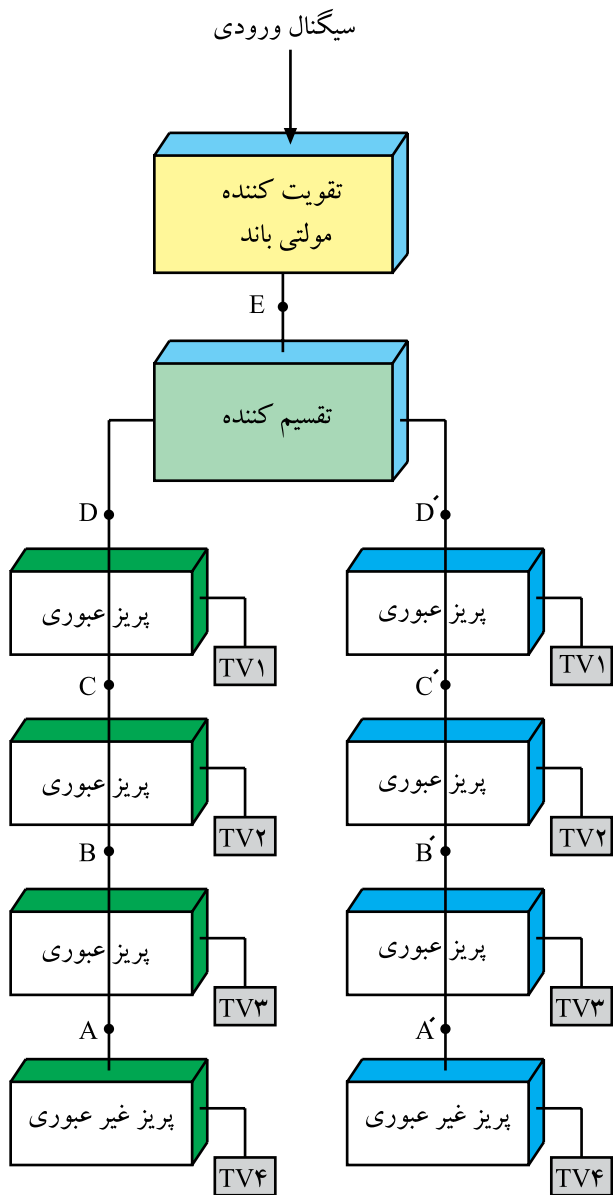 سیگنال ورودی
تقویت کننده
مولتی باند
E
تقسیم کننده
D
D´
پریز عبوری
پریز عبوری
TV۱
TV۱
C
C´
پریز عبوری
پریز عبوری
TV۲
TV۲
B
B´
پریز عبوری
پریز عبوری
TV۳
TV۳
A
A´
پریز غیر عبوری
پریز غیر عبوری
TV۴
TV۴